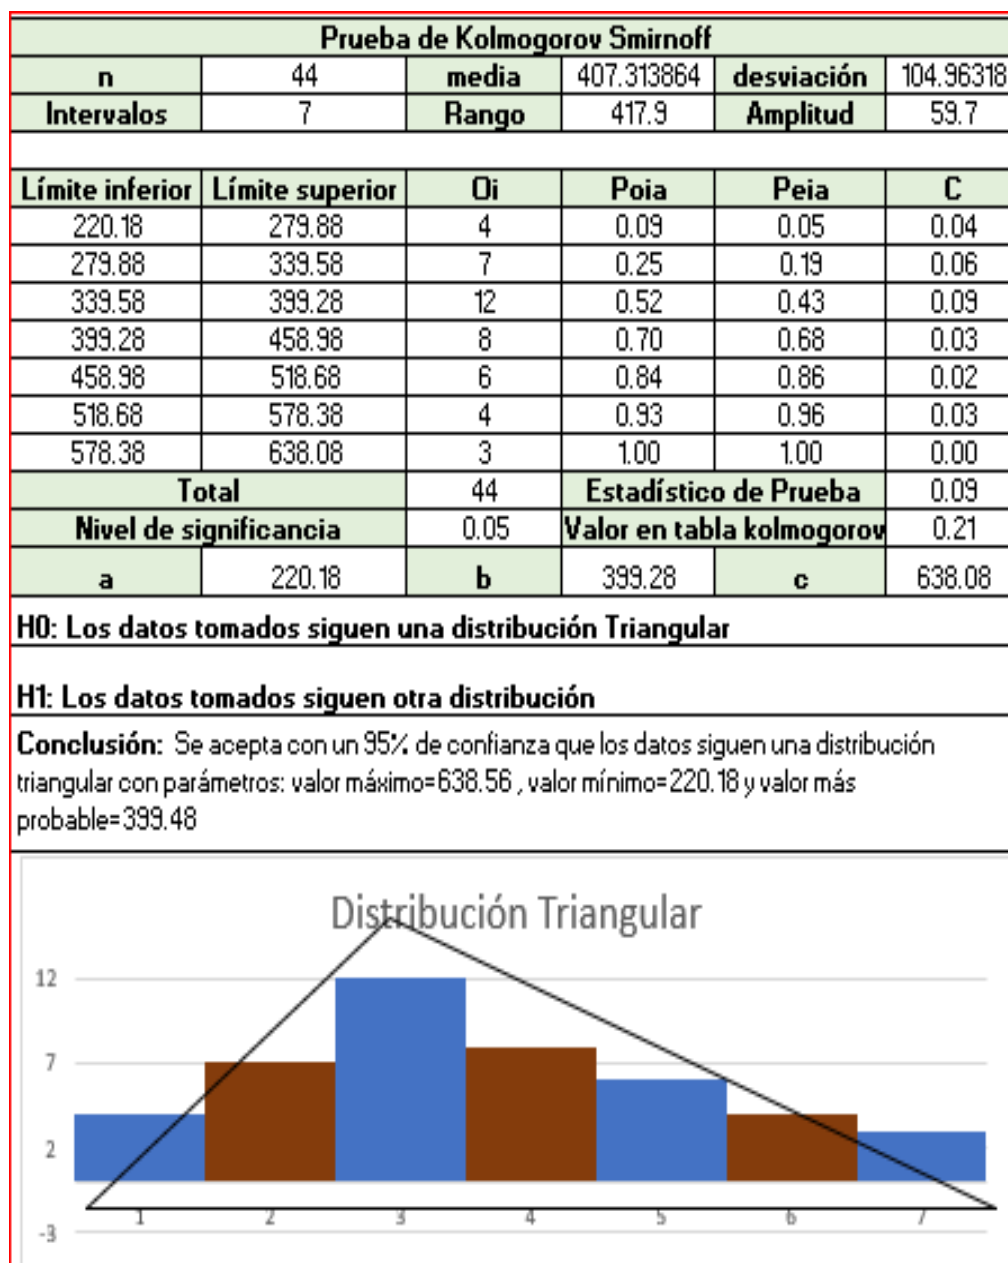 Prueba de Kolmogorov Smirnoff
n 44 media 407.313864 desviación 104.96318
Intervalos 7 Rango 417.9 Amplitud 59.7
Límite inferior Límite superior Oi Poia Peia C
220.18 279.88 4 0.09 0.05 0.04
279.88 339.58 7 0.25 0.19 0.06
339.58 399.28 12 0.52 0.43 0.09
399.28 458.98 8 0.70 0.68 0.03
458.98 518.68 6 0.84 0.86 0.02
518.68 578.38 4 0.93 0.96 0.03
578.38 638.08 3 1.00 1.00 0.00
Total 44 Estadístico de Prueba 0.09
Nivel de significancia 0.05 Valor en tabla kolmogorov 0.21
a 220.18 b 399.28 c 638.08
H0: Los datos tomados siguen una distribución Triangular
H1: Los datos tomados siguen otra distribución
Conclusión: Se acepta con un 95% de confianza que los datos siguen una distribución
triangular con parámetros: valor máximo=638.56 , valor mínimo=220.18 y valor más
probable=399.48
Distribución Triangular
12
7
2
-3
1 2 3 4 5 6 7